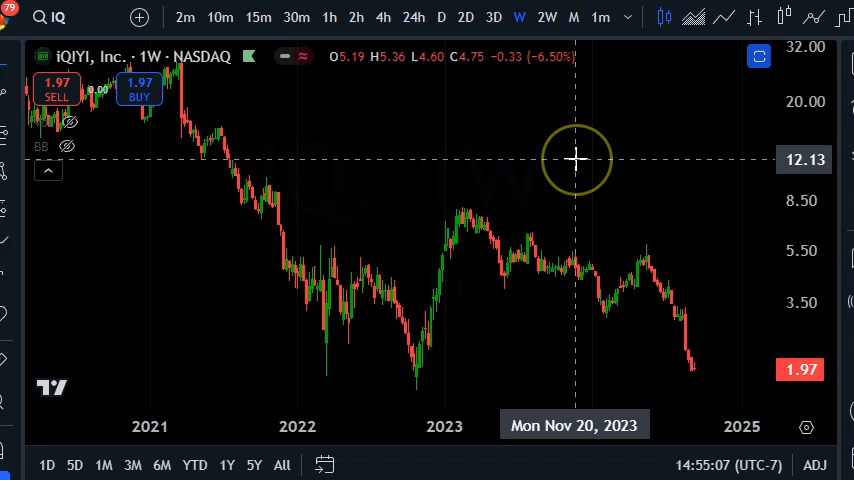 79
IQ 2m 10m 15m 30m 1h 2h 4h 24h D 2D 3D W 2W M 1m
iQIYI, Inc. · 1W · NASDAQ O5.19 H5.36 L4.60 C4.75 -0.33 (-6.50%)
32.00
1.97 SELL 0.00 1.97 BUY
20.00
BB
12.13
8.50
5.50
3.50
1.97
2021 2022 2023 Mon Nov 20, 2023 2025
1D 5D 1M 3M 6M YTD 1Y 5Y All 14:55:07 (UTC-7) ADJ